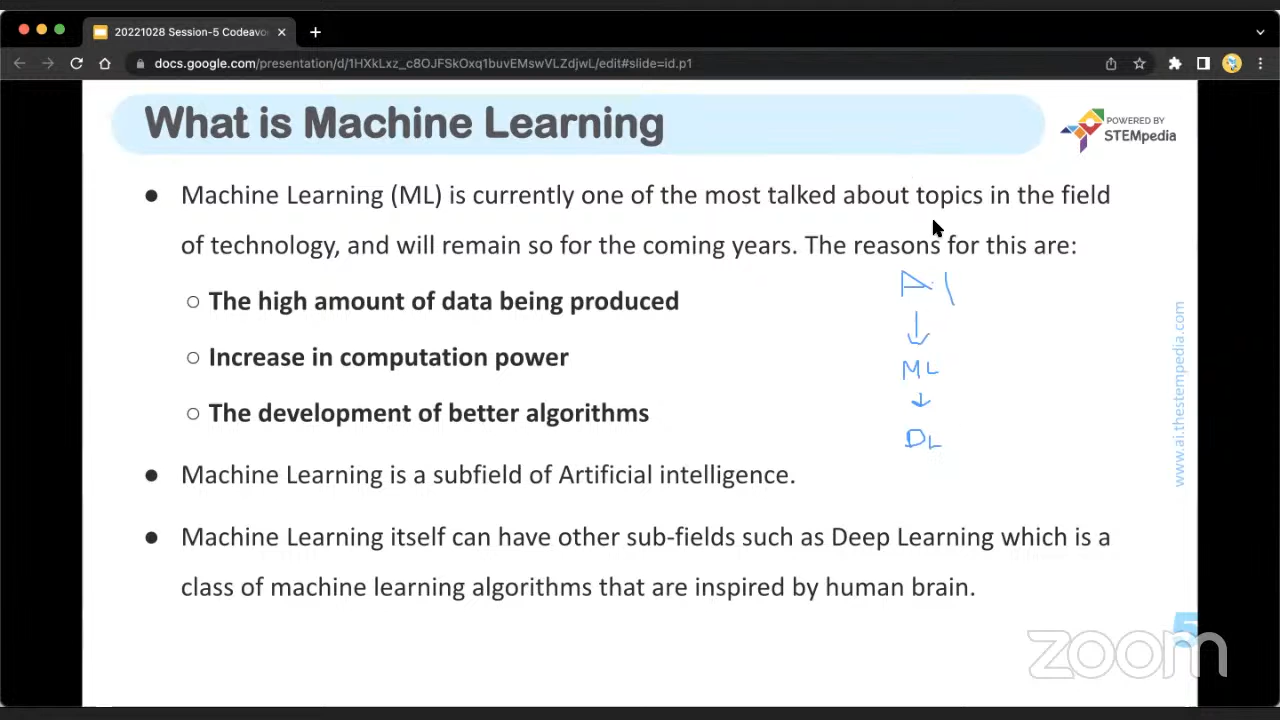 20221028 Session-5 Codeavo
docs.google.com/presentation/d/1HXkLxz_c8OJFSkOxq1buvEMswVLZdjwL/edit#slide=id.p1
What is Machine Learning
POWERED BY
STEMpedia
● Machine Learning (ML) is currently one of the most talked about topics in the field
of technology, and will remain so for the coming years. The reasons for this are:
○ The high amount of data being produced
○ Increase in computation power
○ The development of better algorithms
AI
↓
ML
↓
DL
● Machine Learning is a subfield of Artificial intelligence.
● Machine Learning itself can have other sub-fields such as Deep Learning which is a
class of machine learning algorithms that are inspired by human brain.
www.ai.thestempedia.com
5
zoom